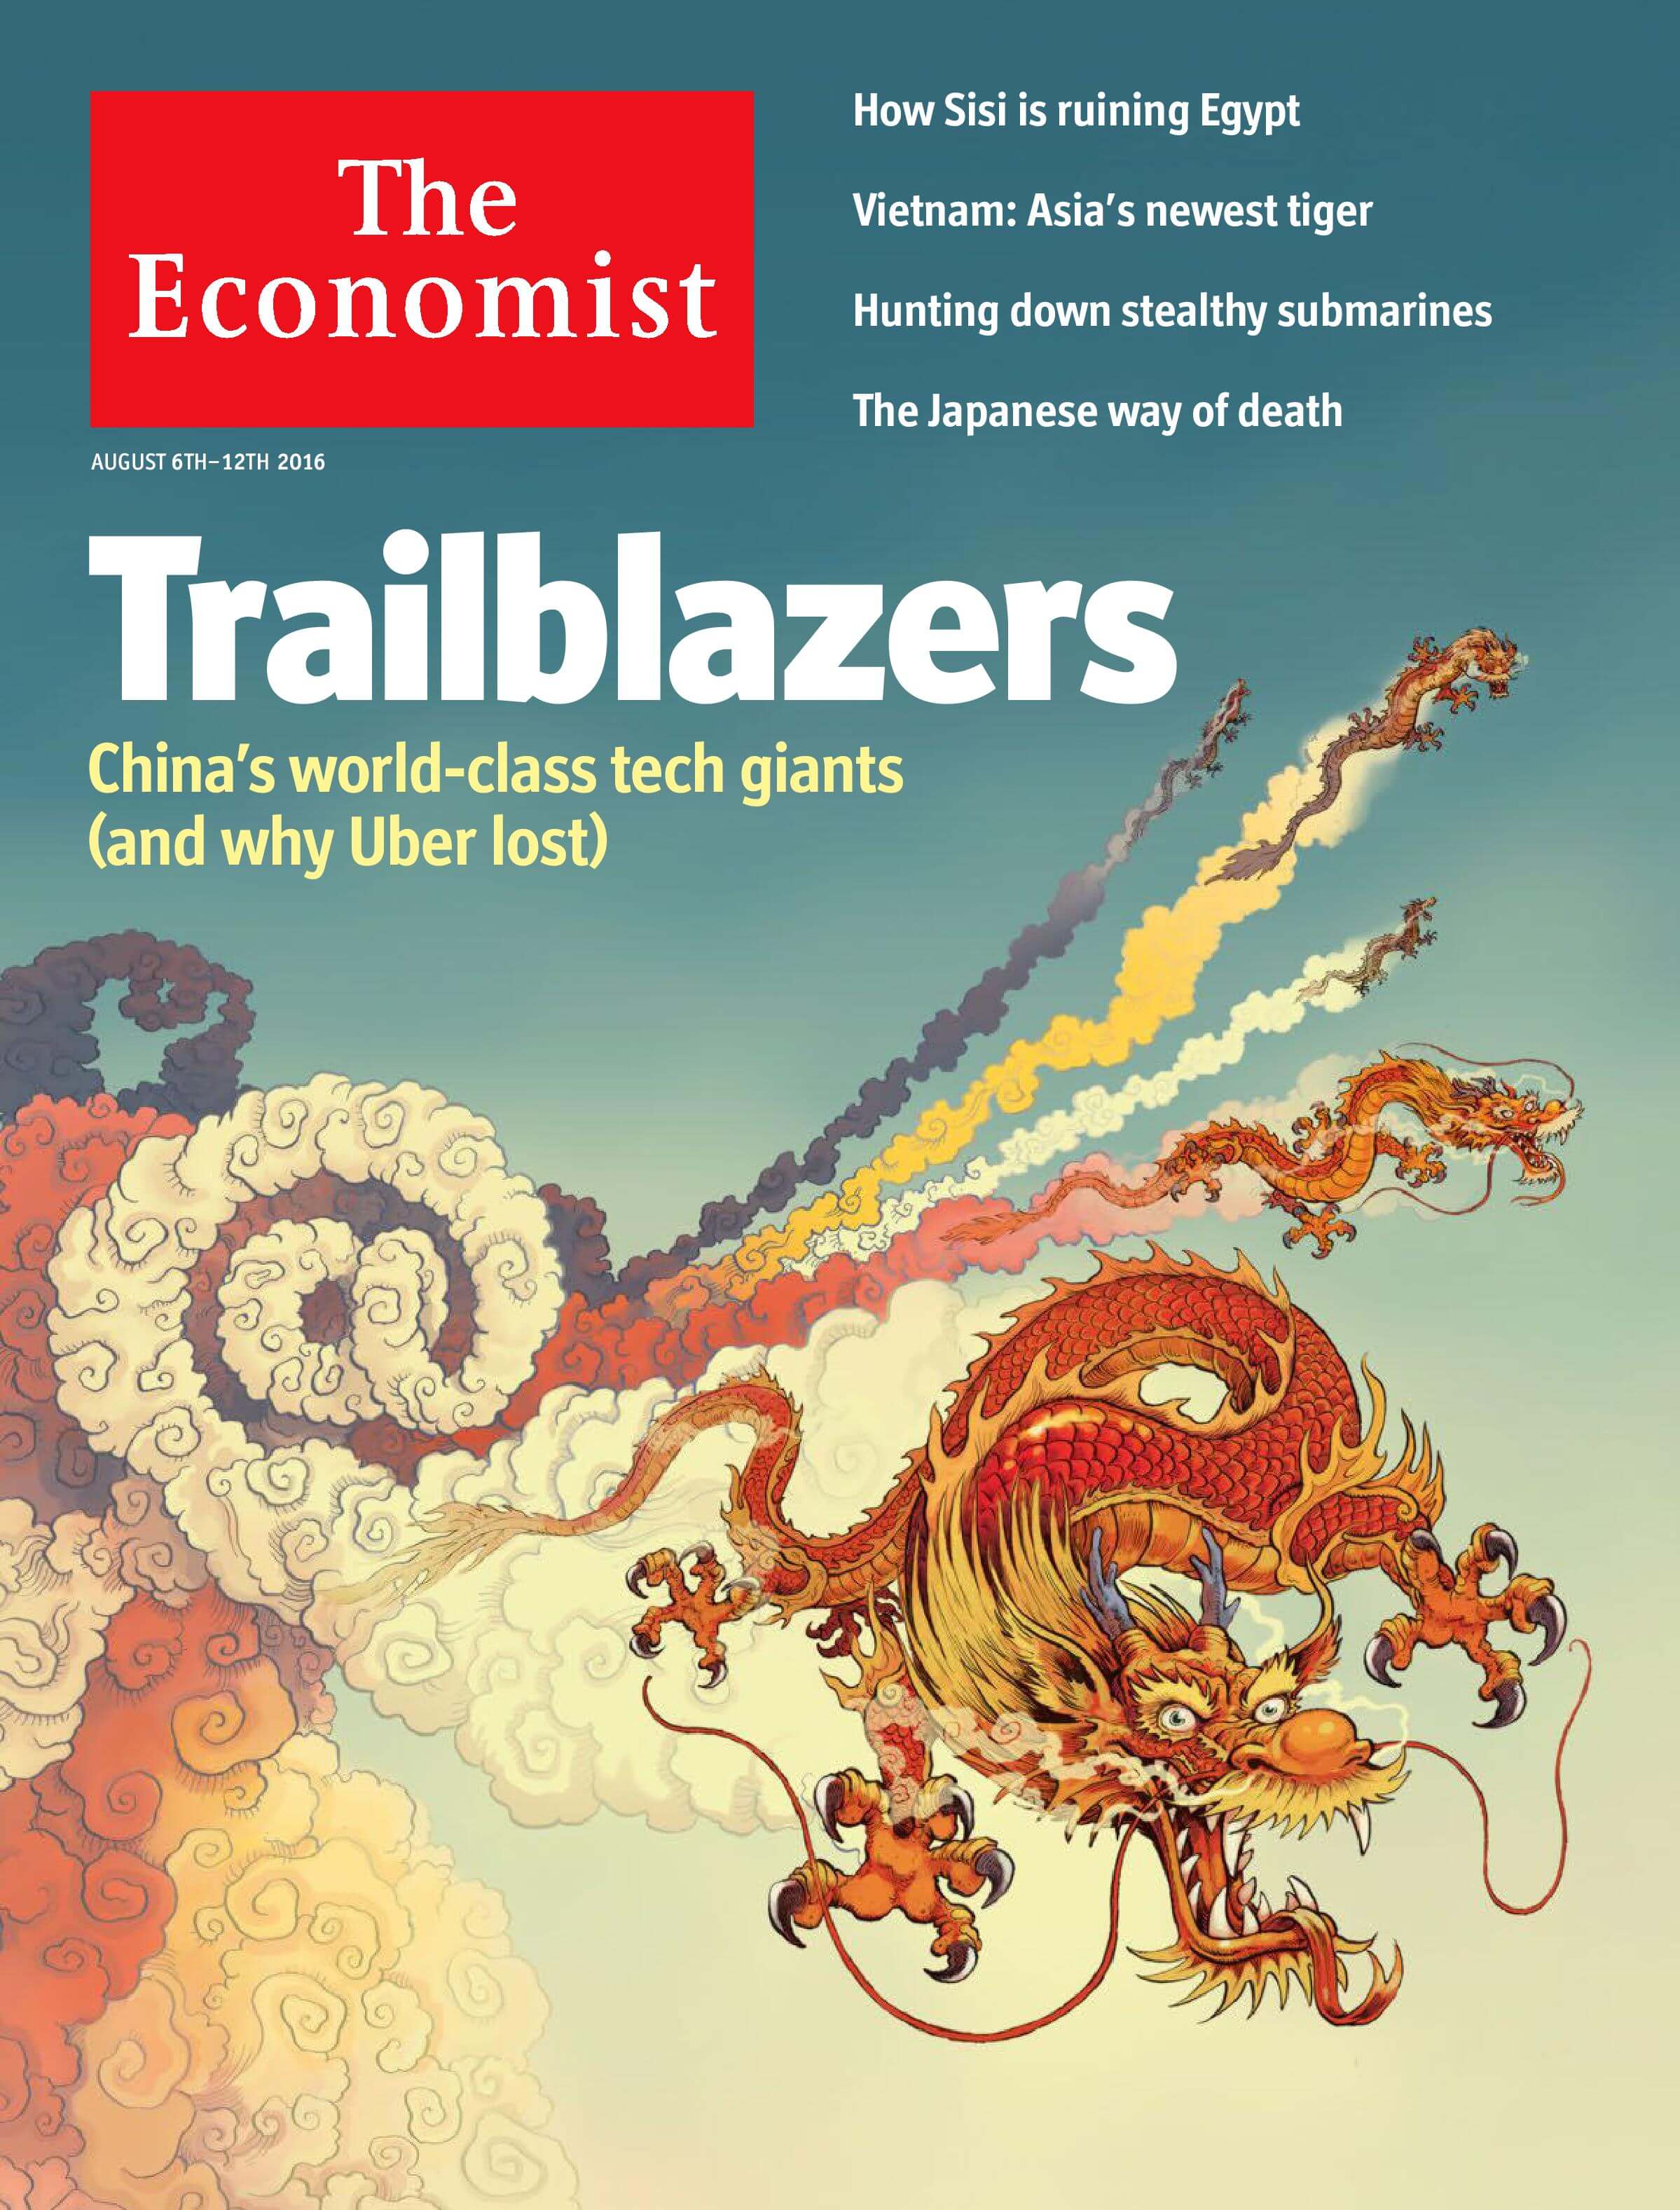 The
Economist
AUGUST 6TH–12TH 2016
How Sisi is ruining Egypt
Vietnam: Asia's newest tiger
Hunting down stealthy submarines
The Japanese way of death
Trailblazers
China's world-class tech giants
(and why Uber lost)
@